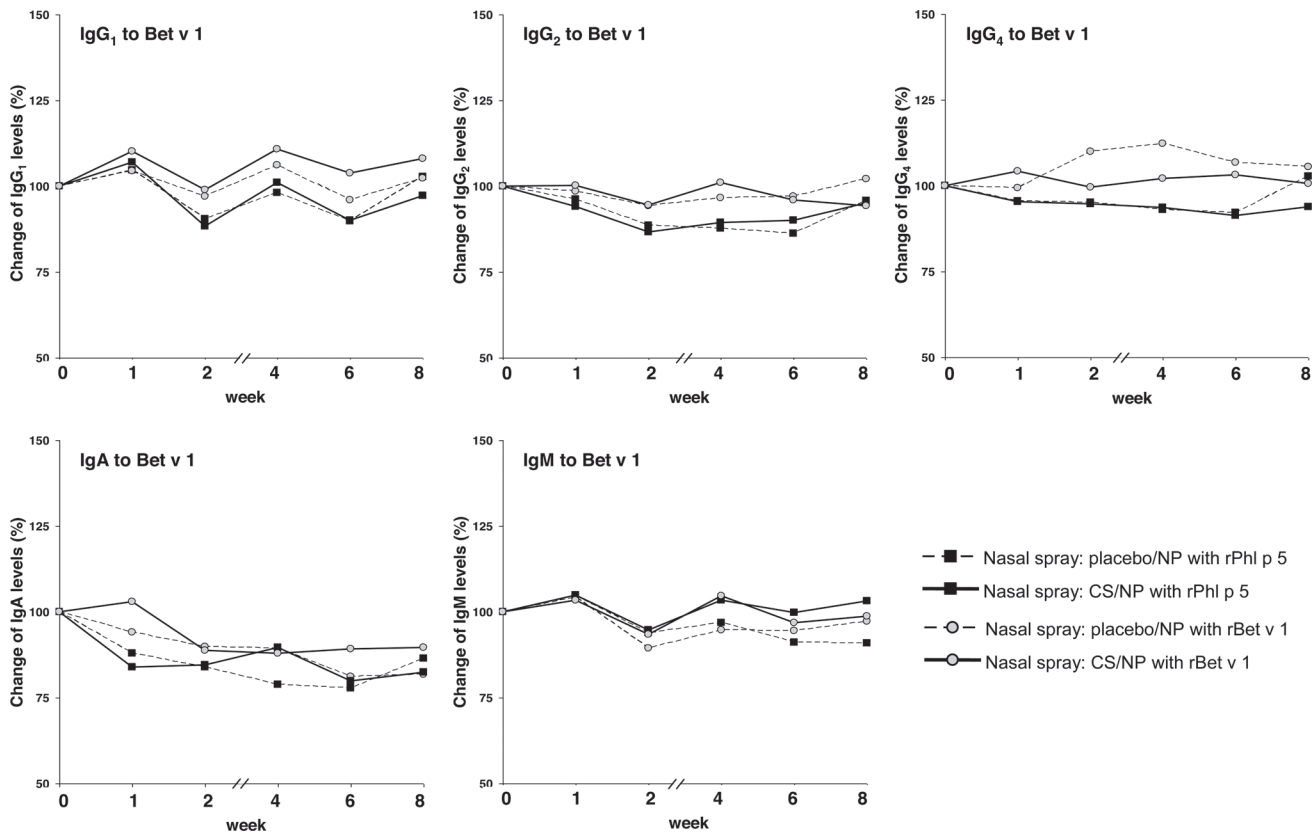 IgG1 to Bet v 1
Change of IgG1 levels (%)
150
125
100
75
50
0 1 2 4 6 8
week
IgG2 to Bet v 1
Change of IgG2 levels (%)
150
125
100
75
50
0 1 2 4 6 8
week
IgG4 to Bet v 1
Change of IgG4 levels (%)
150
125
100
75
50
0 1 2 4 6 8
week
IgA to Bet v 1
Change of IgA levels (%)
150
125
100
75
50
0 1 2 4 6 8
week
IgM to Bet v 1
Change of IgM levels (%)
150
125
100
75
50
0 1 2 4 6 8
week
Nasal spray: placebo/NP with rPhl p 5
Nasal spray: CS/NP with rPhl p 5
Nasal spray: placebo/NP with rBet v 1
Nasal spray: CS/NP with rBet v 1